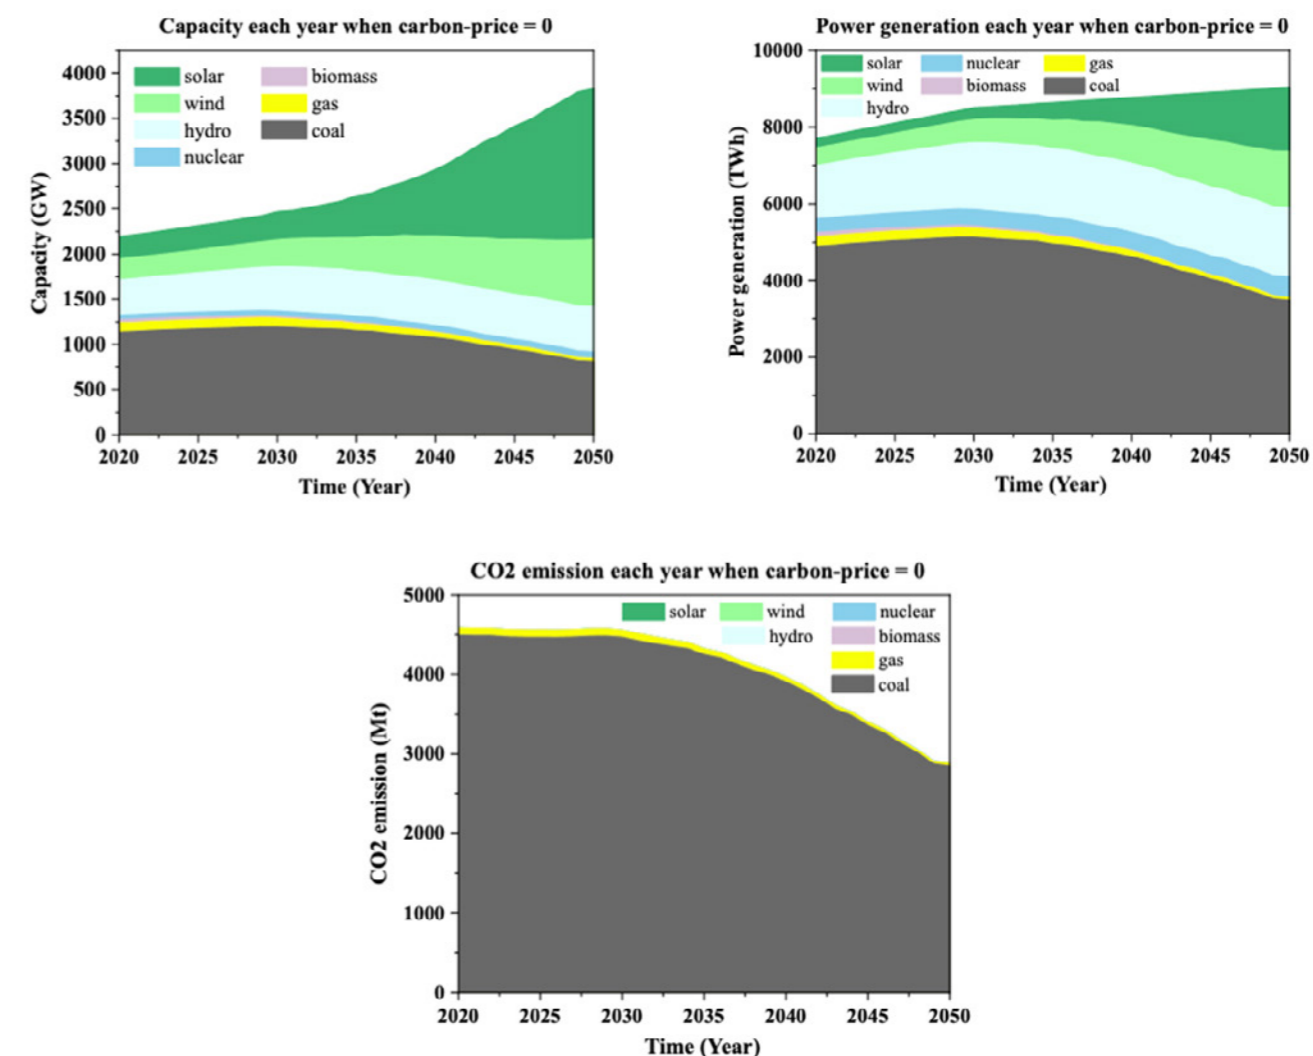 Capacity each year when carbon-price = 0
4000
3500
3000
2500
2000
1500
1000
500
0
Capacity (GW)
solar
biomass
wind
gas
hydro
coal
nuclear
2020 2025 2030 2035 2040 2045 2050
Time (Year)
Power generation each year when carbon-price = 0
10000
8000
6000
4000
2000
0
Power generation (TWh)
solar nuclear gas
wind biomass coal
hydro
2020 2025 2030 2035 2040 2045 2050
Time (Year)
CO2 emission each year when carbon-price = 0
5000
4000
3000
2000
1000
0
CO2 emission (Mt)
solar wind nuclear
hydro biomass
gas
coal
2020 2025 2030 2035 2040 2045 2050
Time (Year)